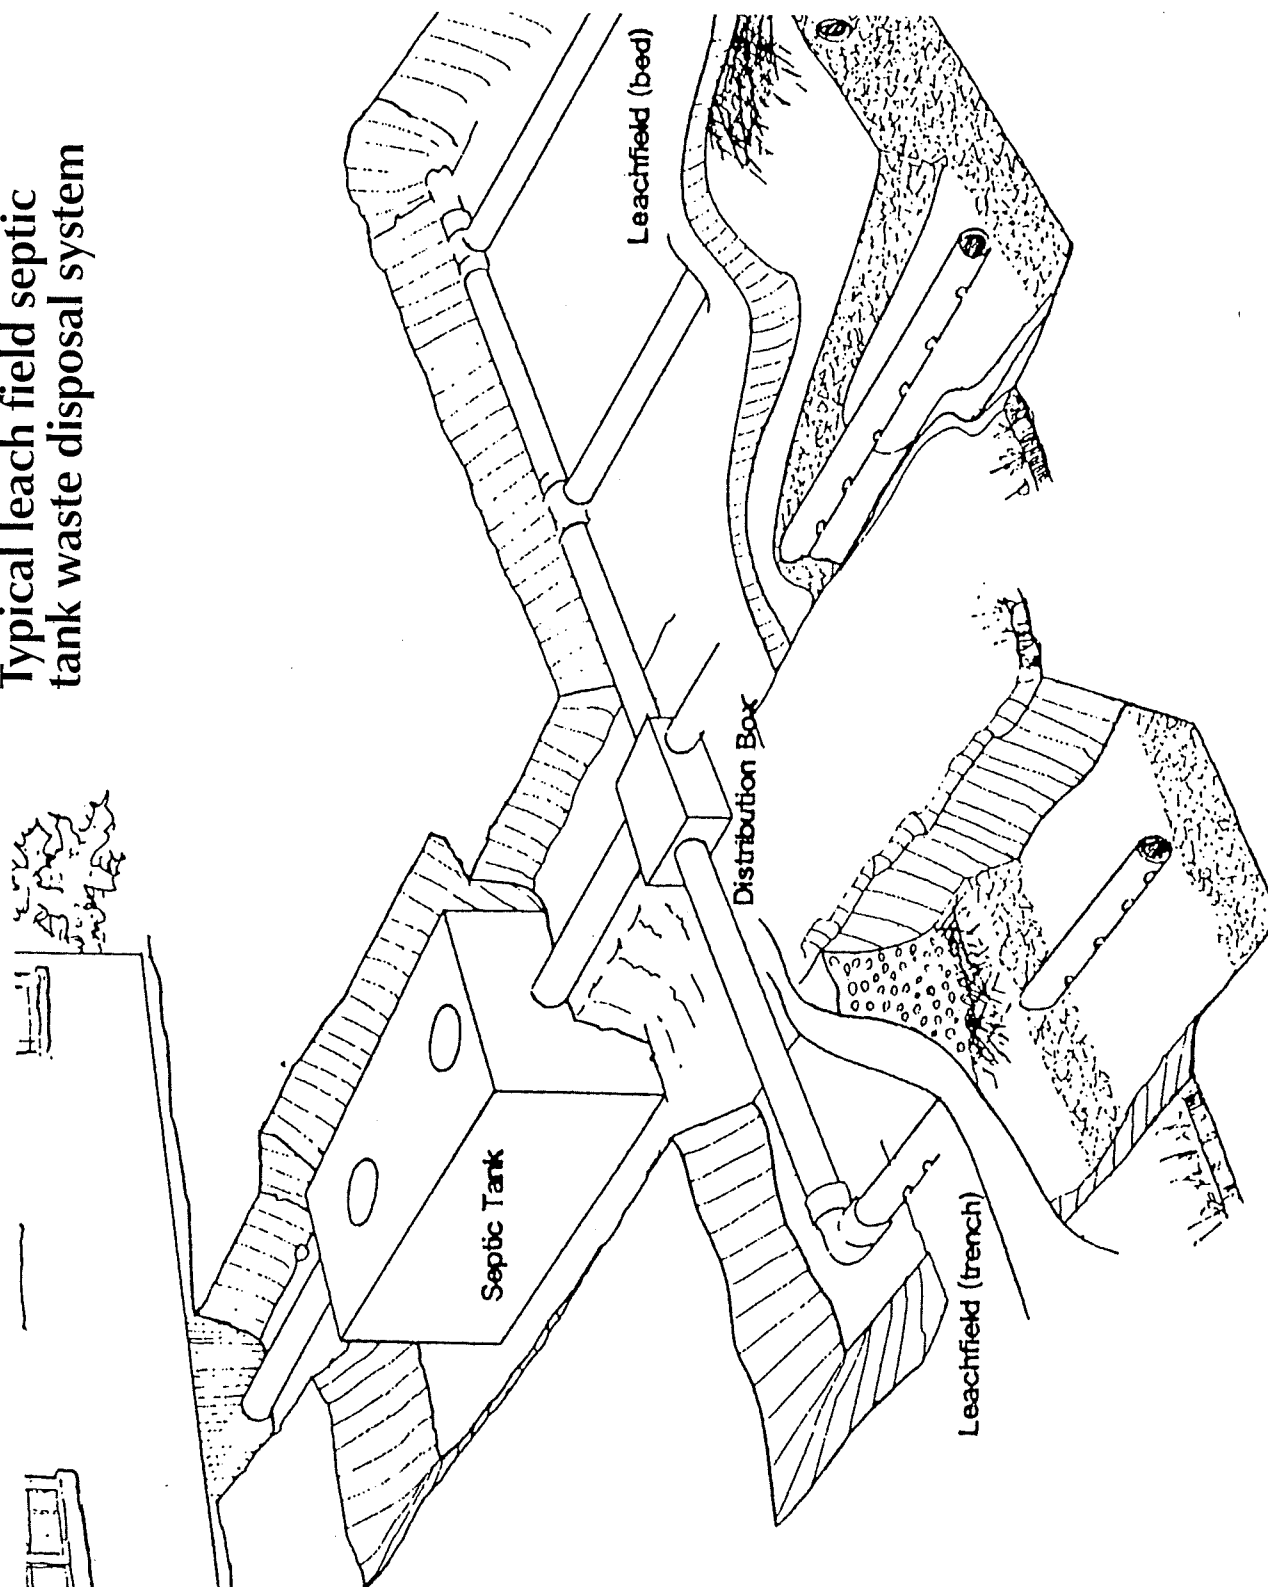 Typical leach field septic
tank waste disposal system
Leachfield (bed)
Distribution Box
Septic Tank
Leachfield (trench)